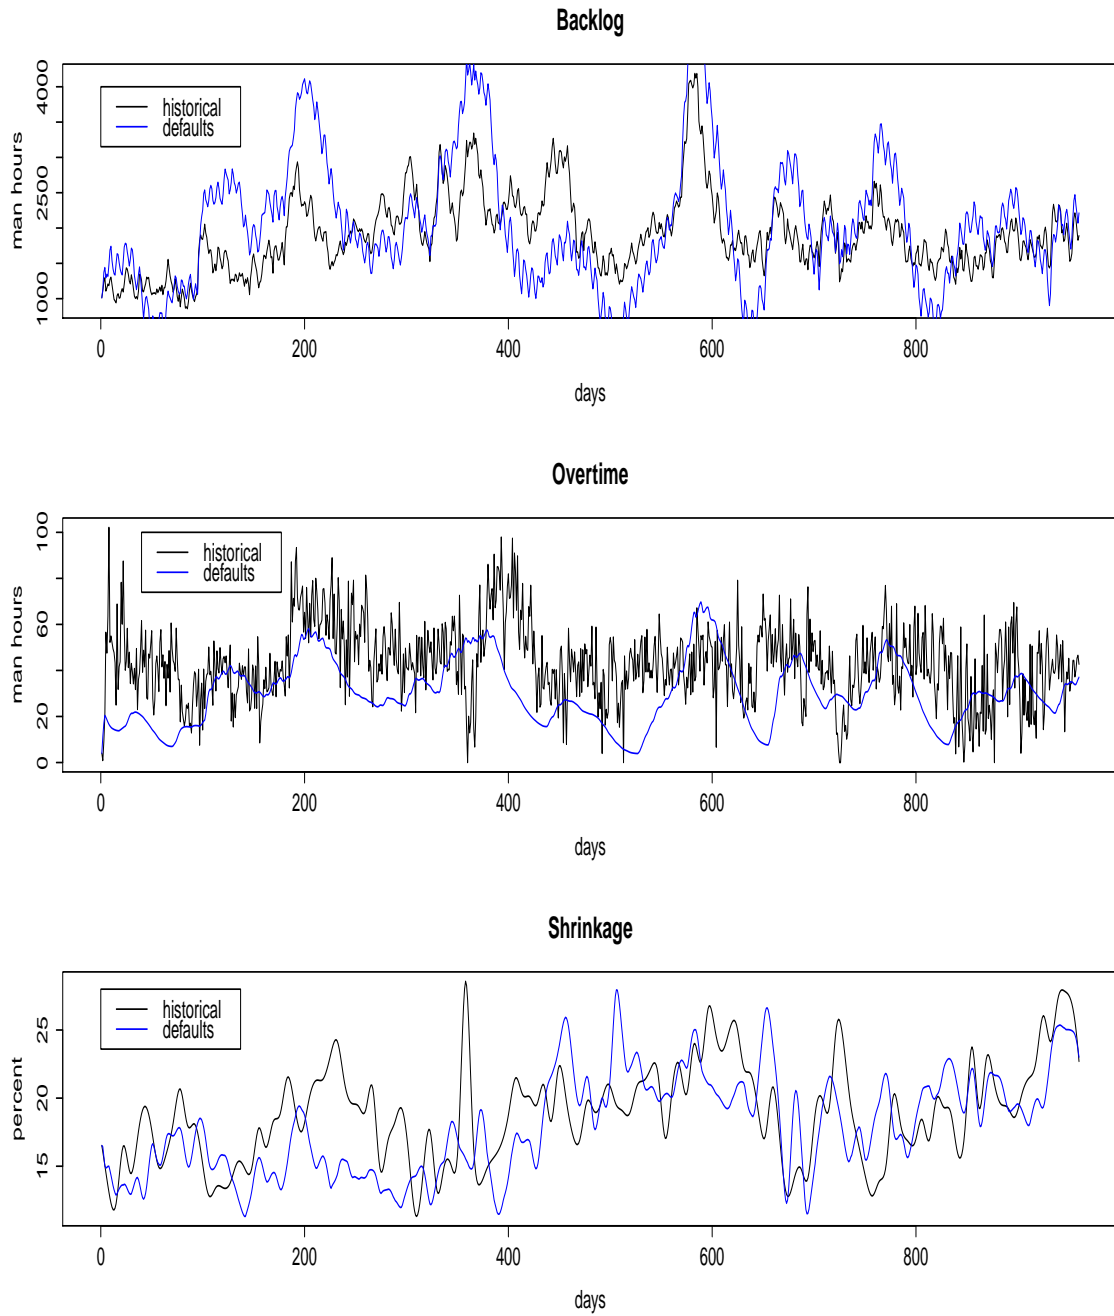 Backlog
man hours
4000
2500
1000
historical
defaults
0 200 400 600 800
days
Overtime
man hours
100
60
20
0
historical
defaults
0 200 400 600 800
days
Shrinkage
percent
25
20
15
historical
defaults
0 200 400 600 800
days